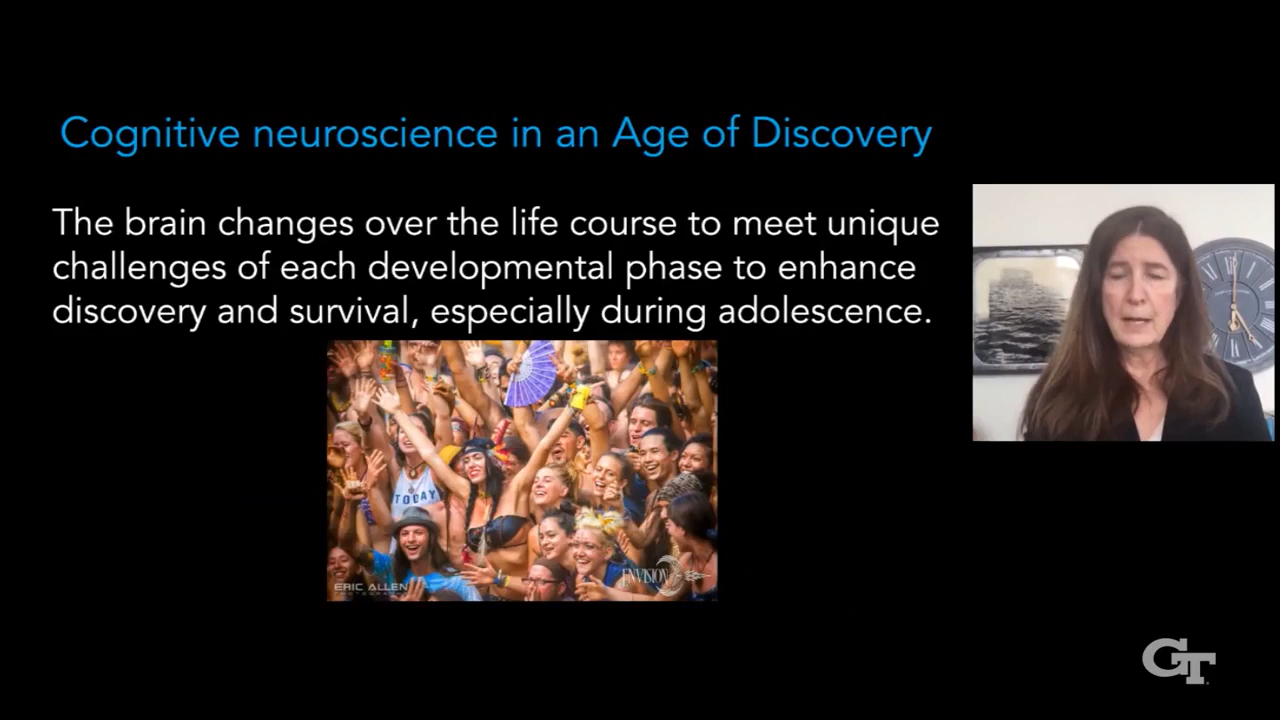 Cognitive neuroscience in an Age of Discovery
The brain changes over the life course to meet unique
challenges of each developmental phase to enhance
discovery and survival, especially during adolescence.
TODAY
ERIC ALLEN
PHOTOGRAPHY
ENVISION
GT